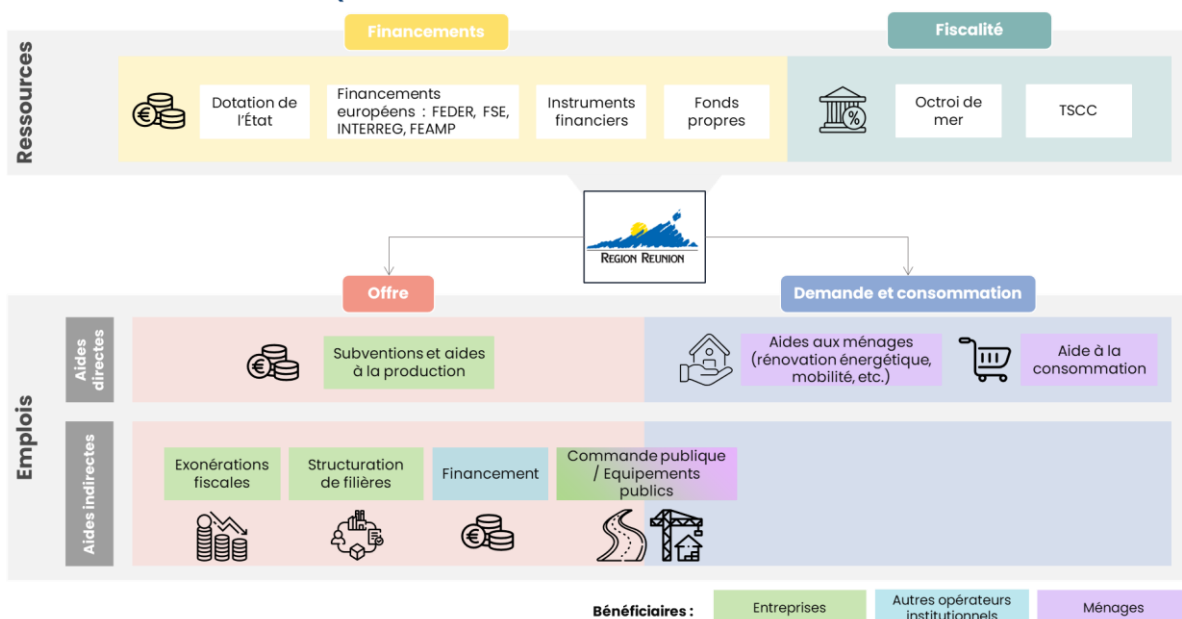 Financements
Fiscalité
Ressources
Dotation de
l'État
Financements
européens : FEDER, FSE,
INTERREG, FEAMP
Instruments
financiers
Fonds
propres
Octroi de
mer
TSCC
REGION REUNION
Offre
Demande et consommation
Emplois
Aides
directes
Subventions et aides
à la production
Aides aux ménages
(rénovation énergétique,
mobilité, etc.)
Aide à la
consommation
Aides indirectes
Exonérations
fiscales
Structuration
de filières
Financement
Commande publique
/ Equipements
publics
Bénéficiaires :
Entreprises
Autres opérateurs
institutionnels
Ménages